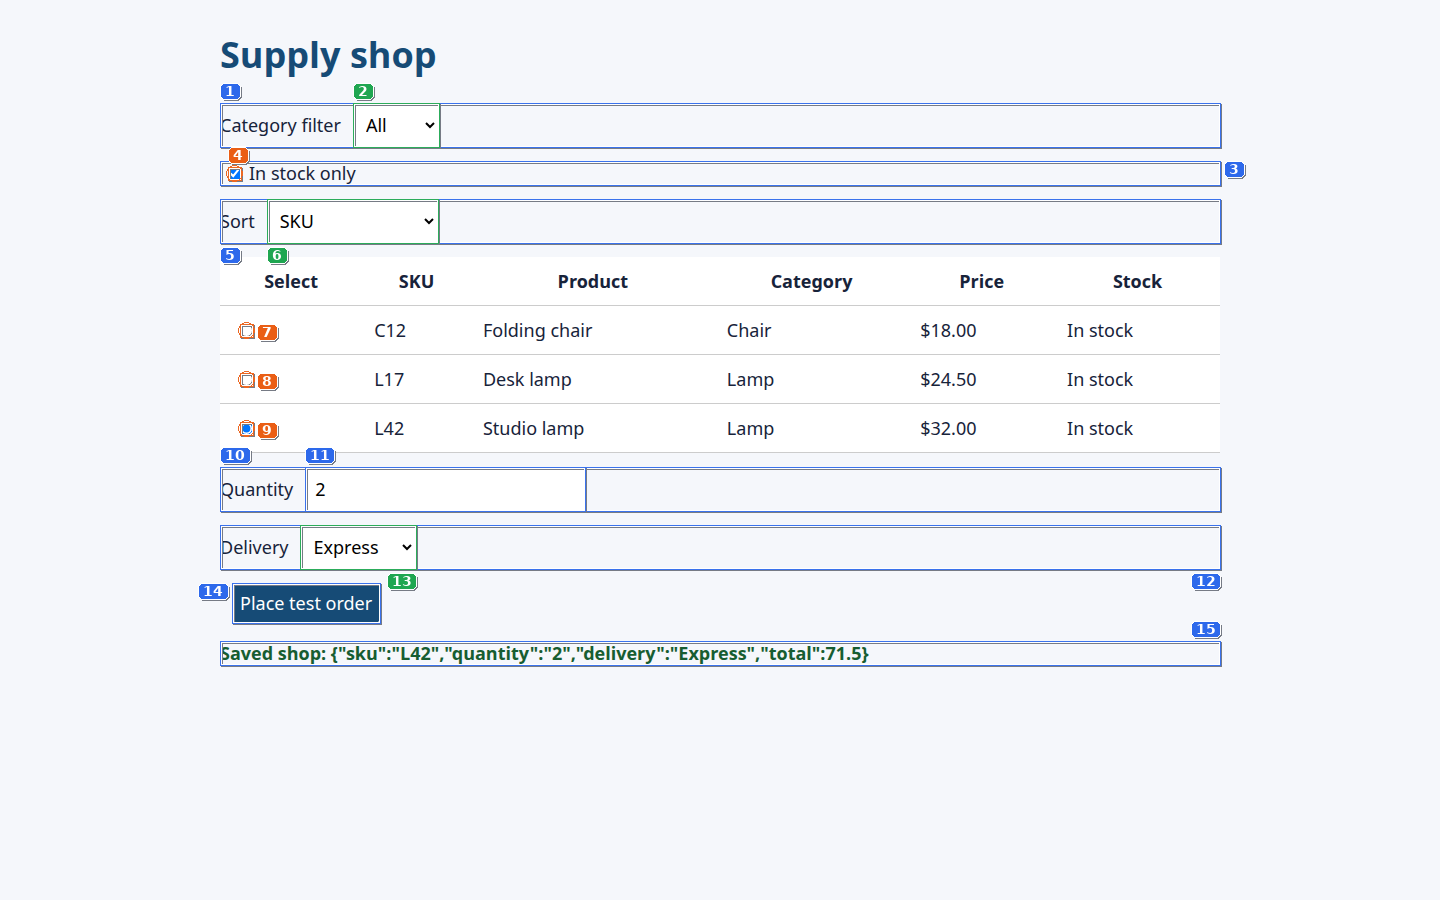 Supply shop
1 2
Category filter All
4
In stock only 3
Sort SKU
5 6
Select SKU Product Category Price Stock
7 C12 Folding chair Chair $18.00 In stock
8 L17 Desk lamp Lamp $24.50 In stock
9 L42 Studio lamp Lamp $32.00 In stock
10 11
Quantity 2
Delivery Express
13 12
14 Place test order
15
Saved shop: {"sku":"L42","quantity":"2","delivery":"Express","total":71.5}